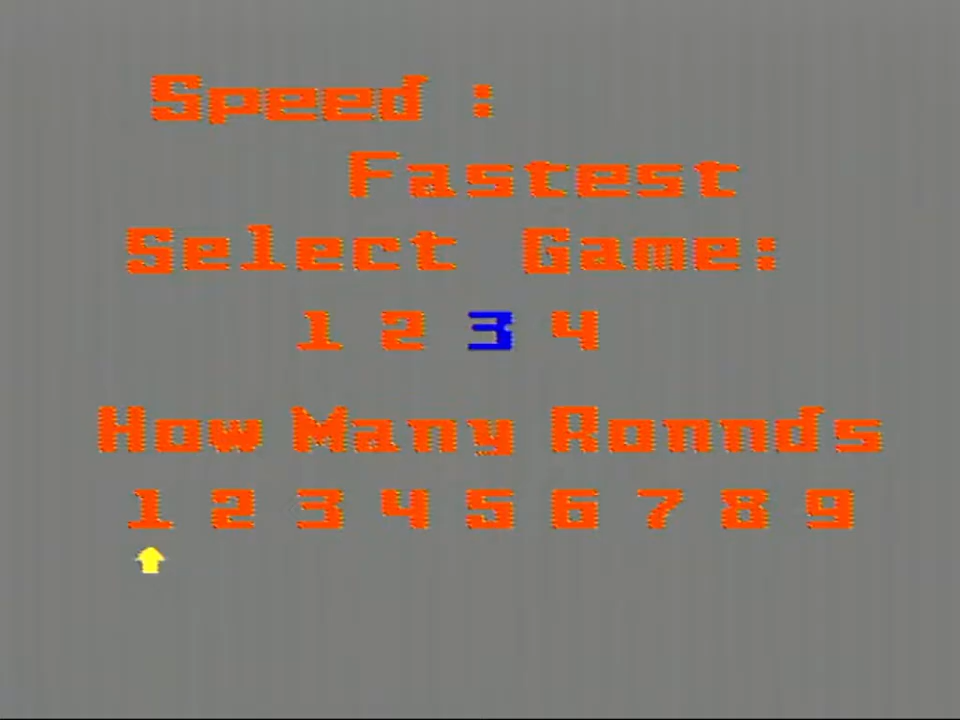 Speed :
Fastest
Select Game:
1 2 3 4
How Many Ronnds
1 2 3 4 5 6 7 8 9